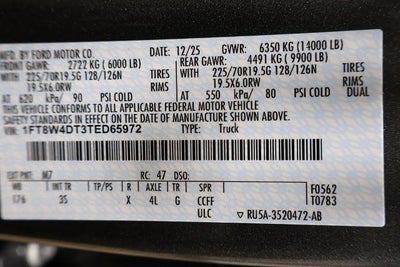 MFD. BY FORD MOTOR CO.
DATE: 12/25 GVWR: 6350 KG (14000 LB)
FRONT GAWR: 2722 KG (6000 LB) REAR GAWR: 4491 KG (9900 LB)
WITH WITH
225/70R19.5G 128/126N TIRES 225/70R19.5G 128/126N TIRES
19.5X6.0RW RIMS 19.5X6.0RW RIMS
AT 620 kPa/ 90 PSI COLD AT 550 kPa/ 80 PSI COLD DUAL
THIS VEHICLE CONFORMS TO ALL APPLICABLE FEDERAL MOTOR VEHICLE
SAFETY STANDARDS IN EFFECT ON THE DATE OF MANUFACTURE SHOWN ABOVE.
VIN: 1FT8W4DT3TED65972 TYPE: Truck
EXT PNT: M7 RC: 47 DSO: F0562
WB INT TR TP/PS R AXLE TR SPR T0783
176 3S X 4L G CCFF
ULC RU5A-3520472-AB